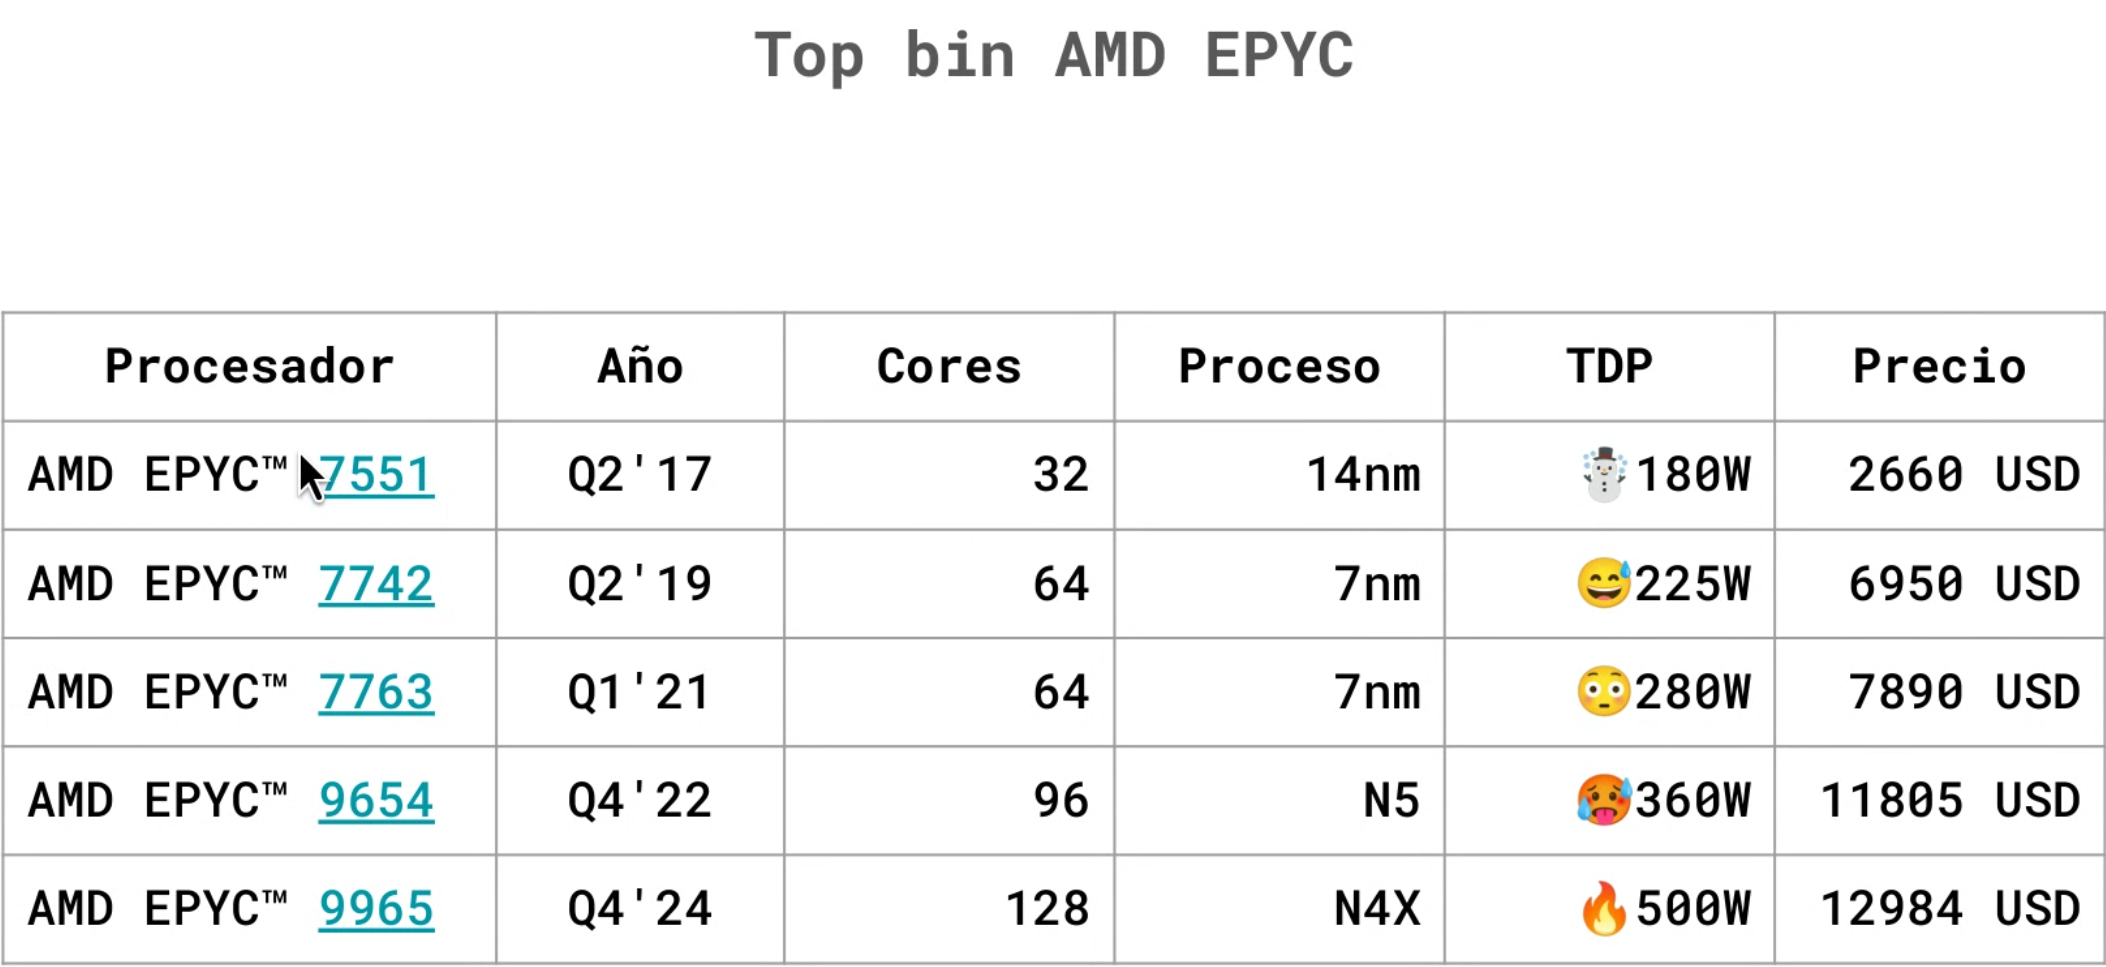 Top bin AMD EPYC
Procesador Año Cores Proceso TDP Precio
AMD EPYC™ 7551 Q2'17 32 14nm ☃️180W 2660 USD
AMD EPYC™ 7742 Q2'19 64 7nm 😅225W 6950 USD
AMD EPYC™ 7763 Q1'21 64 7nm 😳280W 7890 USD
AMD EPYC™ 9654 Q4'22 96 N5 🥵360W 11805 USD
AMD EPYC™ 9965 Q4'24 128 N4X 🔥500W 12984 USD